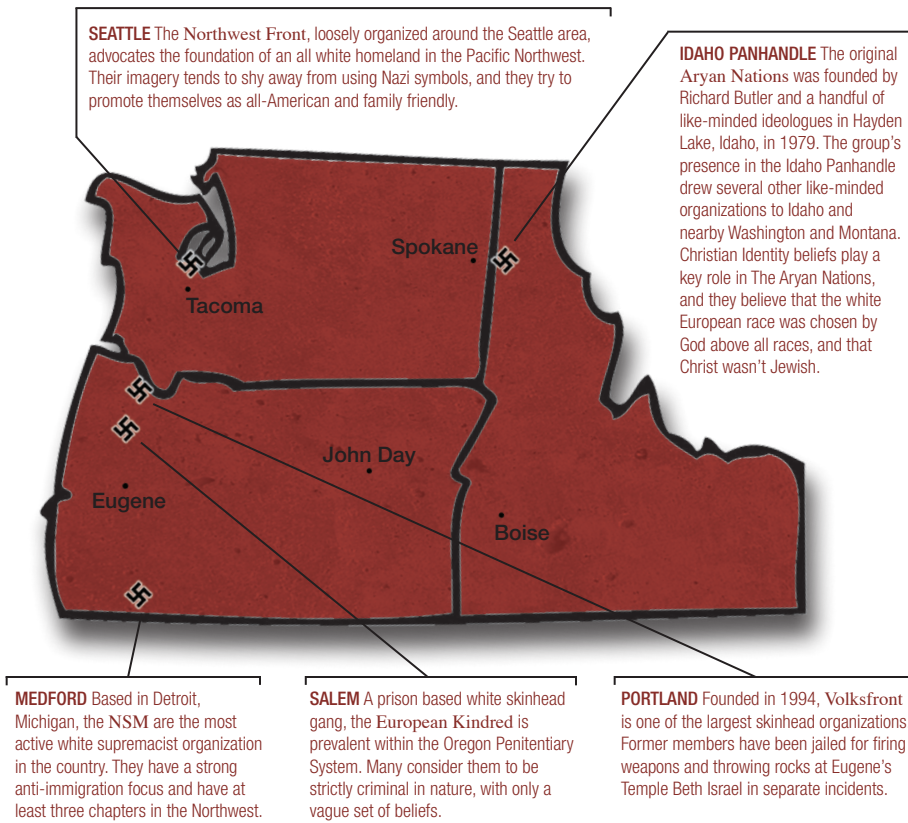 SEATTLE The Northwest Front, loosely organized around the Seattle area,
advocates the foundation of an all white homeland in the Pacific Northwest.
Their imagery tends to shy away from using Nazi symbols, and they try to
promote themselves as all-American and family friendly.
IDAHO PANHANDLE The original
Aryan Nations was founded by
Richard Butler and a handful of
like-minded ideologues in Hayden
Lake, Idaho, in 1979. The group's
presence in the Idaho Panhandle
drew several other like-minded
organizations to Idaho and
nearby Washington and Montana.
Christian Identity beliefs play a
key role in The Aryan Nations,
and they believe that the white
European race was chosen by
God above all races, and that
Christ wasn't Jewish.
Spokane
Tacoma
John Day
Eugene
Boise
MEDFORD Based in Detroit,
Michigan, the NSM are the most
active white supremacist organization
in the country. They have a strong
anti-immigration focus and have at
least three chapters in the Northwest.
SALEM A prison based white skinhead
gang, the European Kindred is
prevalent within the Oregon Penitentiary
System. Many consider them to be
strictly criminal in nature, with only a
vague set of beliefs.
PORTLAND Founded in 1994, Volksfront
is one of the largest skinhead organizations
Former members have been jailed for firing
weapons and throwing rocks at Eugene's
Temple Beth Israel in separate incidents.